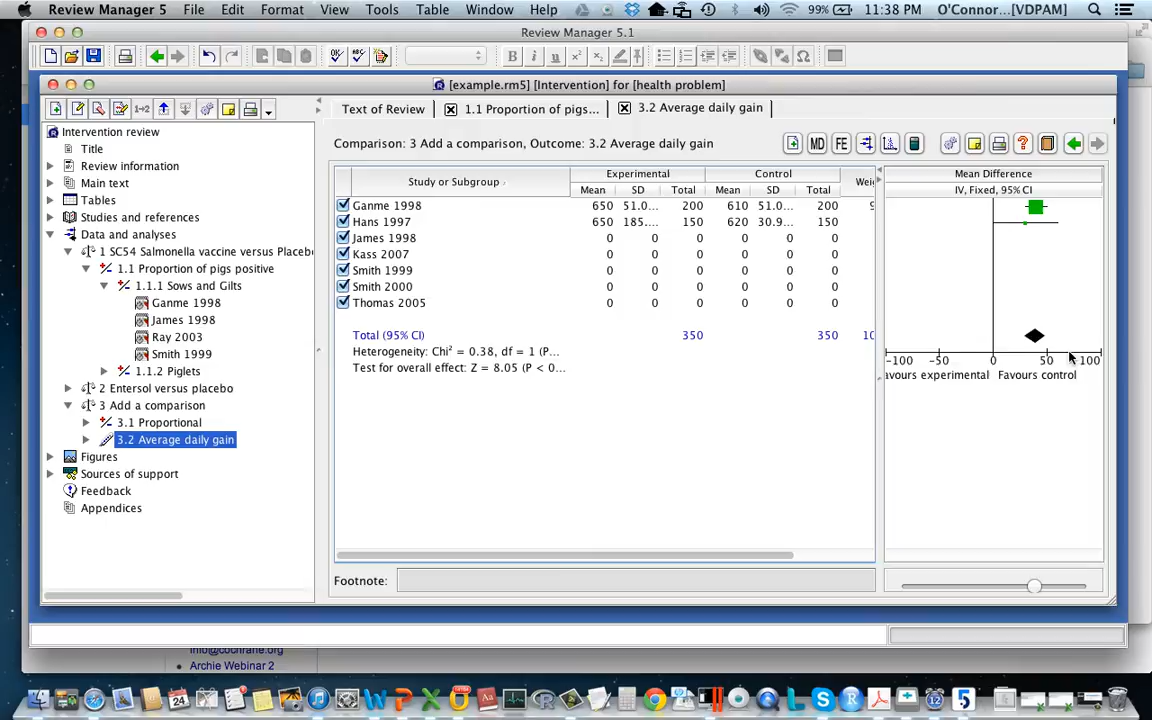 Review Manager 5 File Edit Format View Tools Table Window Help 99% 11:38 PM O'Connor...[VDPAM]
Review Manager 5.1
B I U
[example.rm5] [Intervention] for [health problem]
Text of Review 1.1 Proportion of pigs... 3.2 Average daily gain
Comparison: 3 Add a comparison, Outcome: 3.2 Average daily gain MD FE
Intervention review
Title
Review information
Main text
Tables
Studies and references
Data and analyses
1 SC54 Salmonella vaccine versus Placebo
1.1 Proportion of pigs positive
1.1.1 Sows and Gilts
Ganme 1998
James 1998
Ray 2003
Smith 1999
1.1.2 Piglets
2 Entersol versus placebo
3 Add a comparison
3.1 Proportional
3.2 Average daily gain
Figures
Sources of support
Feedback
Appendices
Experimental Control Mean Difference
Study or Subgroup Mean SD Total Mean SD Total Weig IV, Fixed, 95% CI
Ganme 1998 650 51.0... 200 610 51.0... 200 9
Hans 1997 650 185.... 150 620 30.9... 150
James 1998 0 0 0 0 0 0
Kass 2007 0 0 0 0 0 0
Smith 1999 0 0 0 0 0 0
Smith 2000 0 0 0 0 0 0
Thomas 2005 0 0 0 0 0 0
Total (95% CI) 350 350 10
Heterogeneity: Chi² = 0.38, df = 1 (P...
Test for overall effect: Z = 8.05 (P < 0...
-100 -50 0 50 100
avours experimental Favours control
Footnote:
info@cochrane.org
Archie Webinar 2